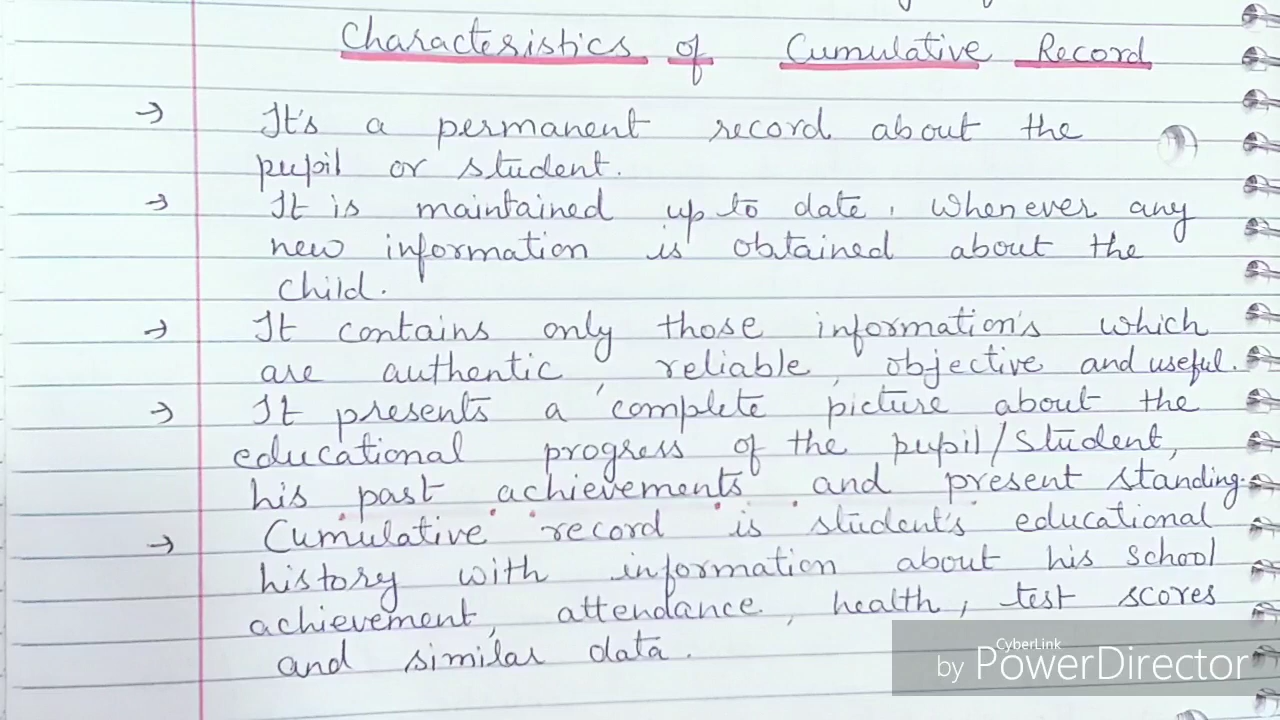 Characteristics of Cumulative Record
→ It's a permanent record about the
pupil or student.
→ It is maintained up to date, whenever any
new information is obtained about the
child.
→ It contains only those information's which
are authentic, reliable, objective and useful.
→ It presents a complete picture about the
educational progress of the pupil/student,
his past achievements and present standing.
→ Cumulative record is student's educational
history with information about his school
achievement, attendance, health, test scores
and similar data.
CyberLink
by PowerDirector